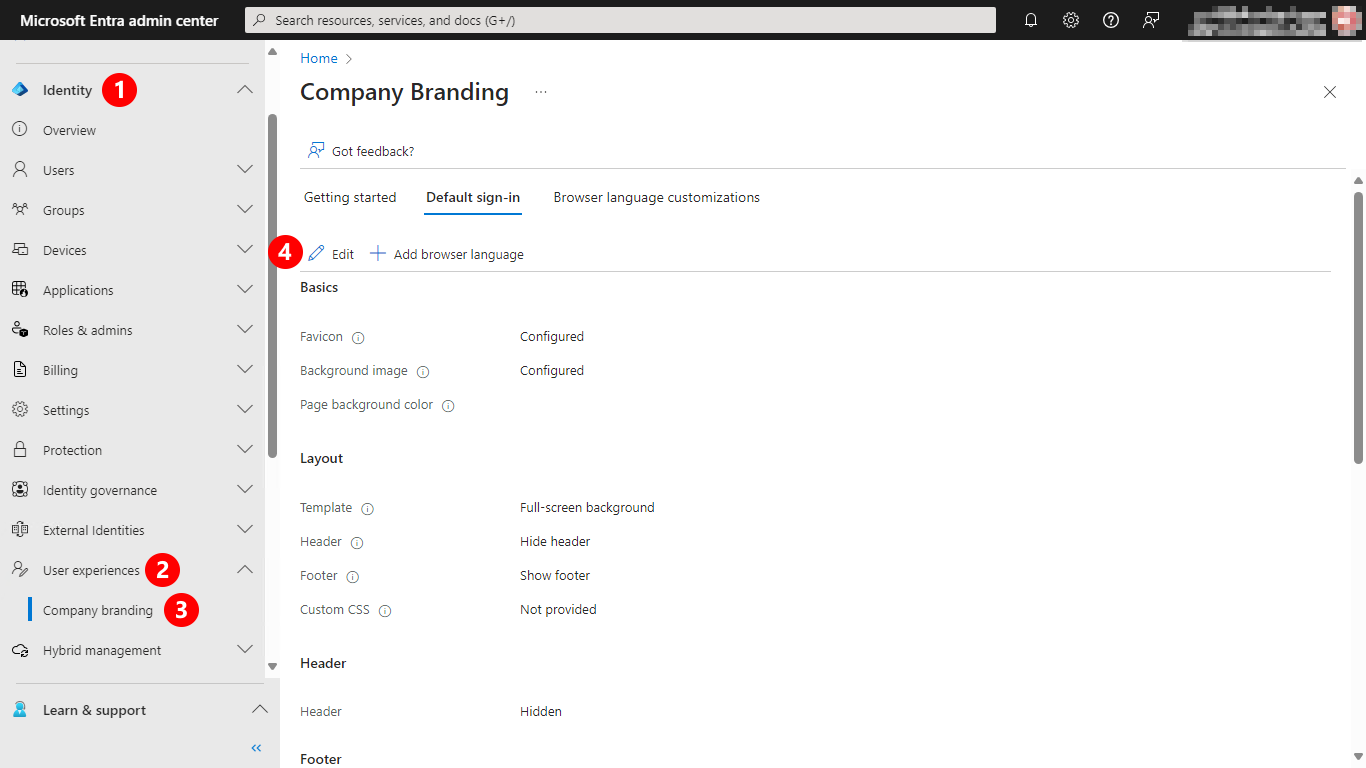 Microsoft Entra admin center
Search resources, services, and docs (G+/)
Identity 1
Overview
Users
Groups
Devices
Applications
Roles & admins
Billing
Settings
Protection
Identity governance
External Identities
User experiences 2
Company branding 3
Hybrid management
Learn & support
Home
Company Branding ...
Got feedback?
Getting started Default sign-in Browser language customizations
4 Edit Add browser language
Basics
Favicon Configured
Background image Configured
Page background color
Layout
Template Full-screen background
Header Hide header
Footer Show footer
Custom CSS Not provided
Header
Header Hidden
Footer